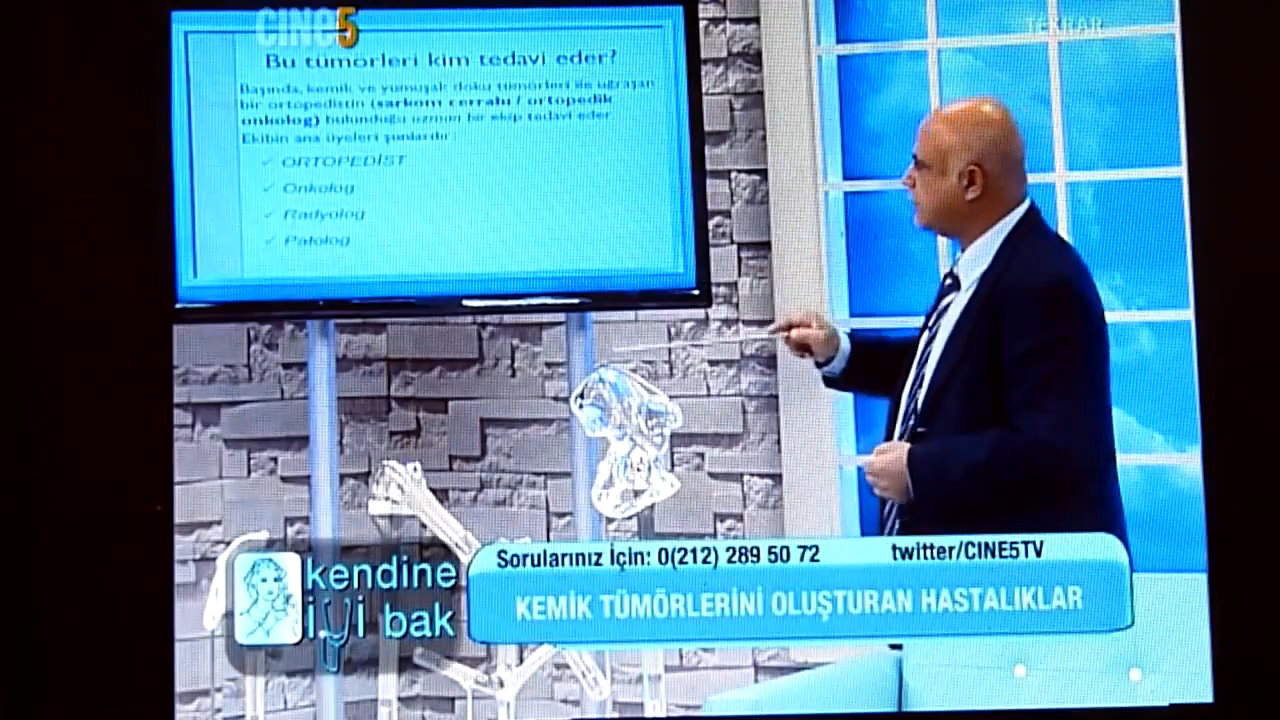 CINE5
TEKRAR
Bu tümörleri kim tedavi eder?
Başında, kemik ve yumuşak doku tümörleri ile uğraşan
bir ortopedistin (sarkom cerrahı / ortopedik
onkolog) bulunduğu uzman bir ekip tedavi eder
Ekibin ana üyeleri şunlardır:
✓ ORTOPEDİST
✓ Onkolog
✓ Radyolog
✓ Patolog
Sorularınız İçin: 0(212) 289 50 72 twitter/CINE5TV
kendine
iyi bak
KEMİK TÜMÖRLERİNİ OLUŞTURAN HASTALIKLAR